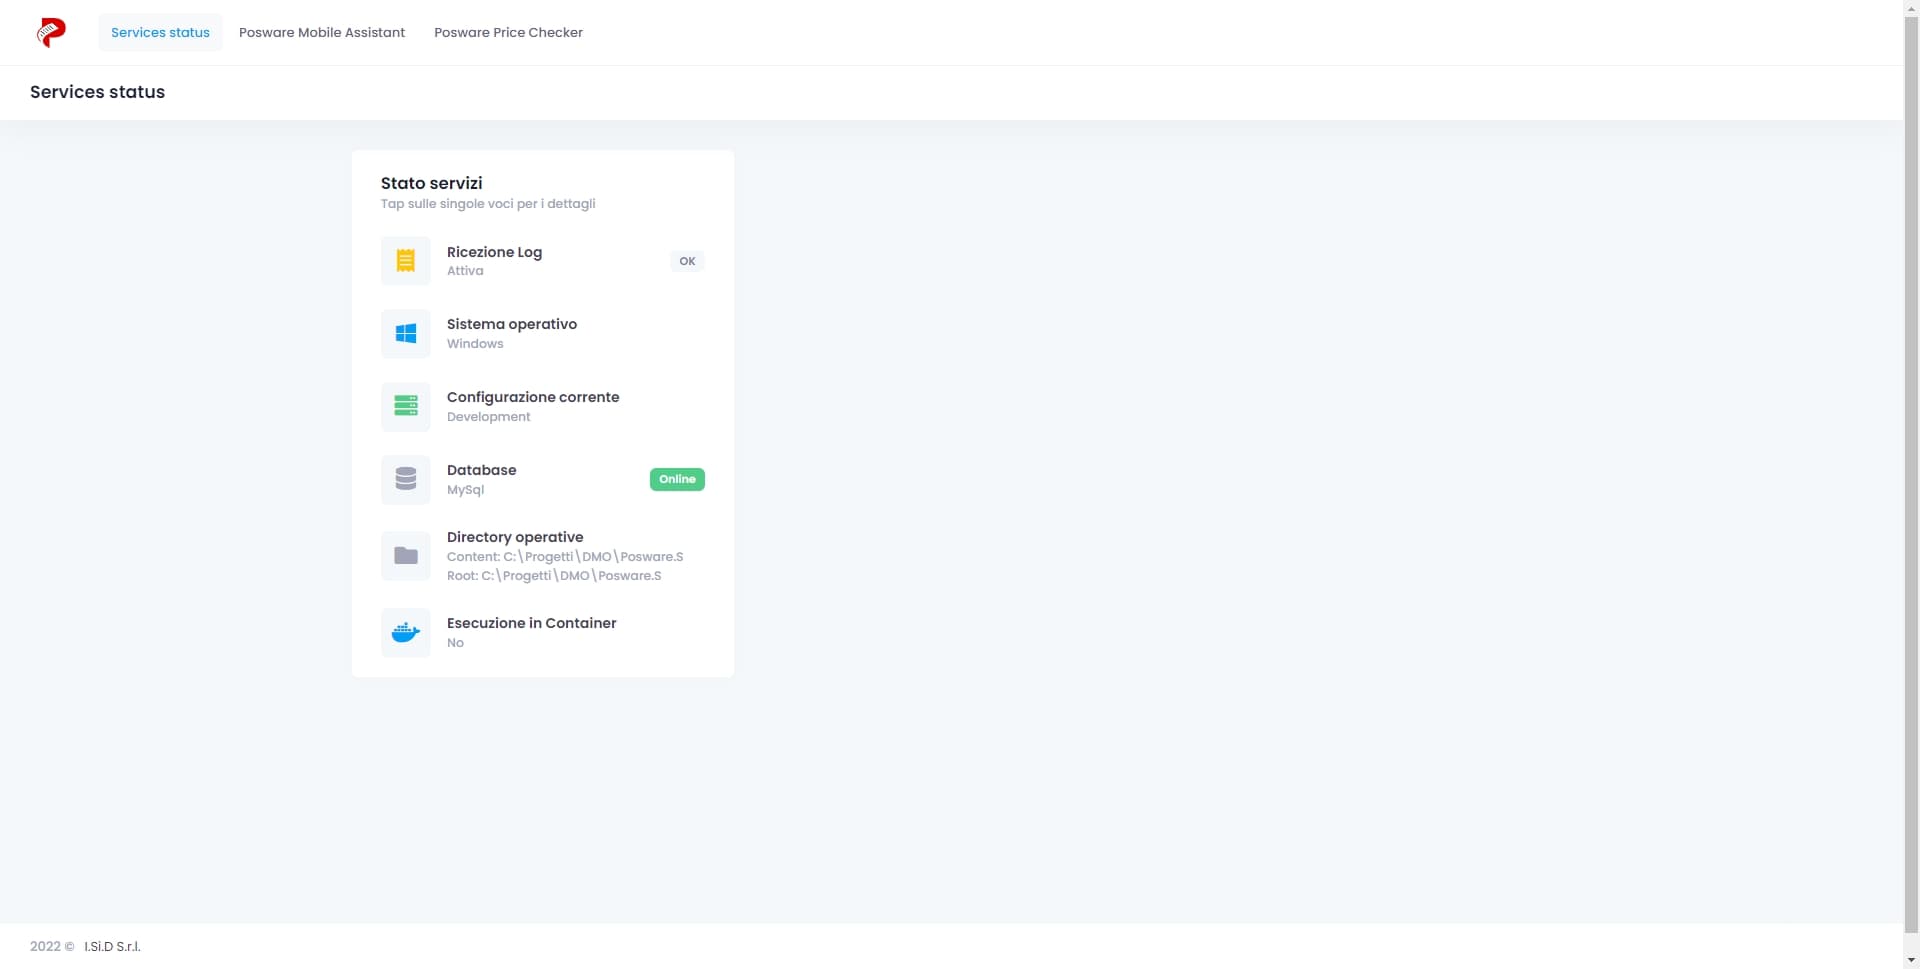 Services status
Posware Mobile Assistant
Posware Price Checker
Services status
Stato servizi
Tap sulle singole voci per i dettagli
Ricezione Log
Attiva
OK
Sistema operativo
Windows
Configurazione corrente
Development
Database
MySql
Online
Directory operative
Content: C:\Progetti\DMO\Posware.S
Root: C:\Progetti\DMO\Posware.S
Esecuzione in Container
No
2022 © I.Si.D S.r.l.